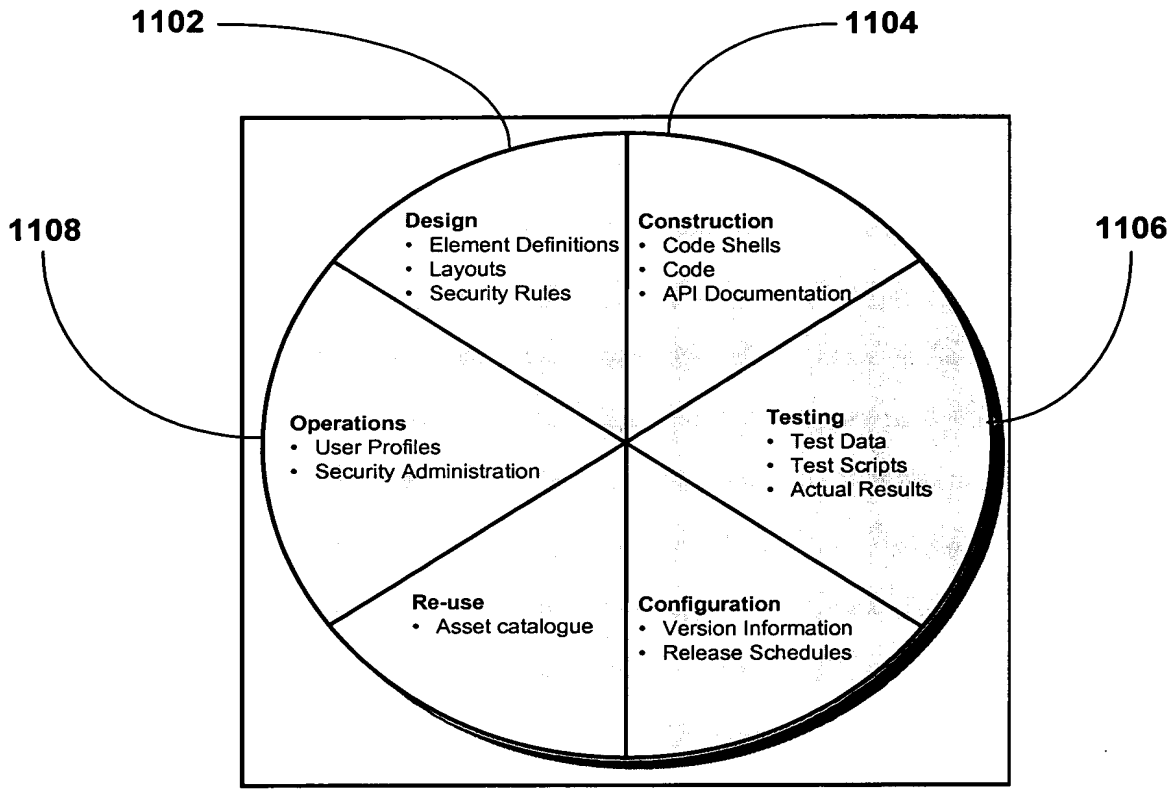 1102
1104
1108
1106
Design
• Element Definitions
• Layouts
• Security Rules
Construction
• Code Shells
• Code
• API Documentation
Operations
• User Profiles
• Security Administration
Testing
• Test Data
• Test Scripts
• Actual Results
Re-use
• Asset catalogue
Configuration
• Version Information
• Release Schedules